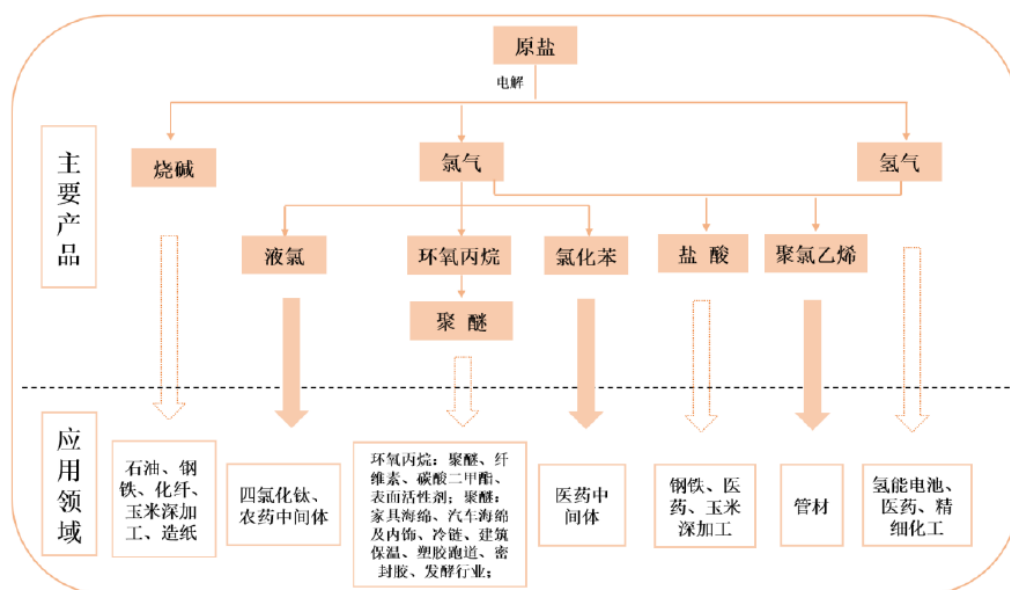 原盐
电解
主要产品
烧碱
氯气
氢气
液氯
环氧丙烷
氯化苯
盐 酸
聚氯乙烯
聚 醚
应用领域
石油、钢
铁、化纤、
玉米深加
工、造纸
四氯化钛、
农药中间体
环氧丙烷：聚醚、纤
维素、碳酸二甲酯、
表面活性剂；聚醚：
家具海绵、汽车海绵
及内饰、冷链、建筑
保温、塑胶跑道、密
封胶、发酵行业；
医药中
间体
钢铁、医
药、玉米
深加工
管材
氢能电池、
医药、精
细化工